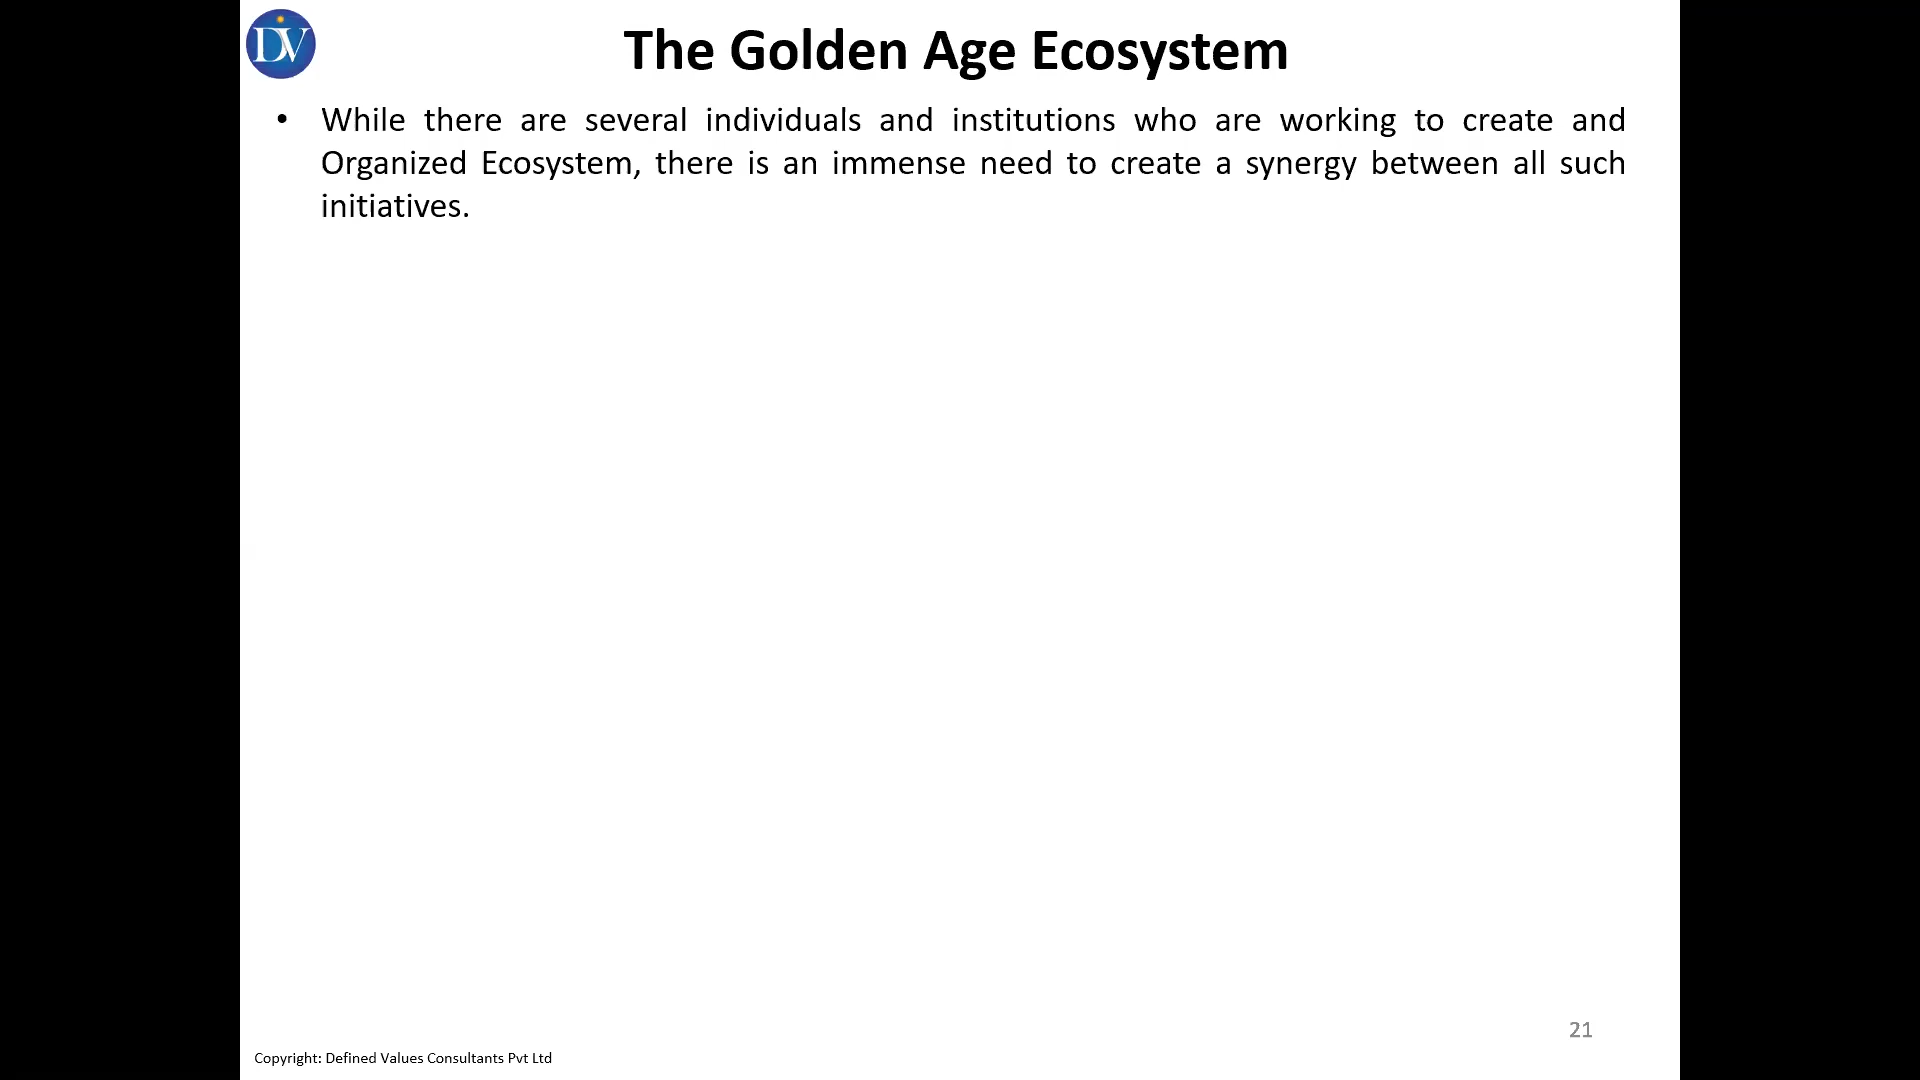 DV
The Golden Age Ecosystem
• While there are several individuals and institutions who are working to create and
Organized Ecosystem, there is an immense need to create a synergy between all such
initiatives.
21
Copyright: Defined Values Consultants Pvt Ltd